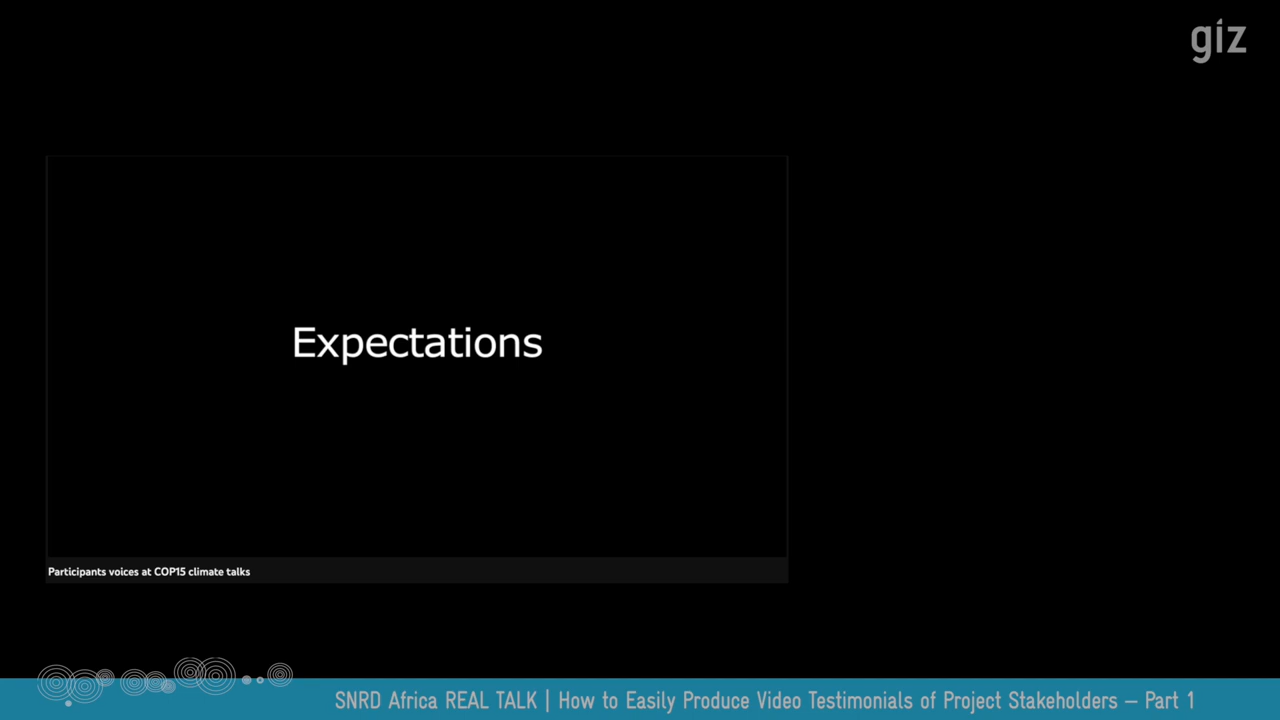 giz
Expectations
Participants voices at COP15 climate talks
SNRD Africa REAL TALK | How to Easily Produce Video Testimonials of Project Stakeholders – Part 1